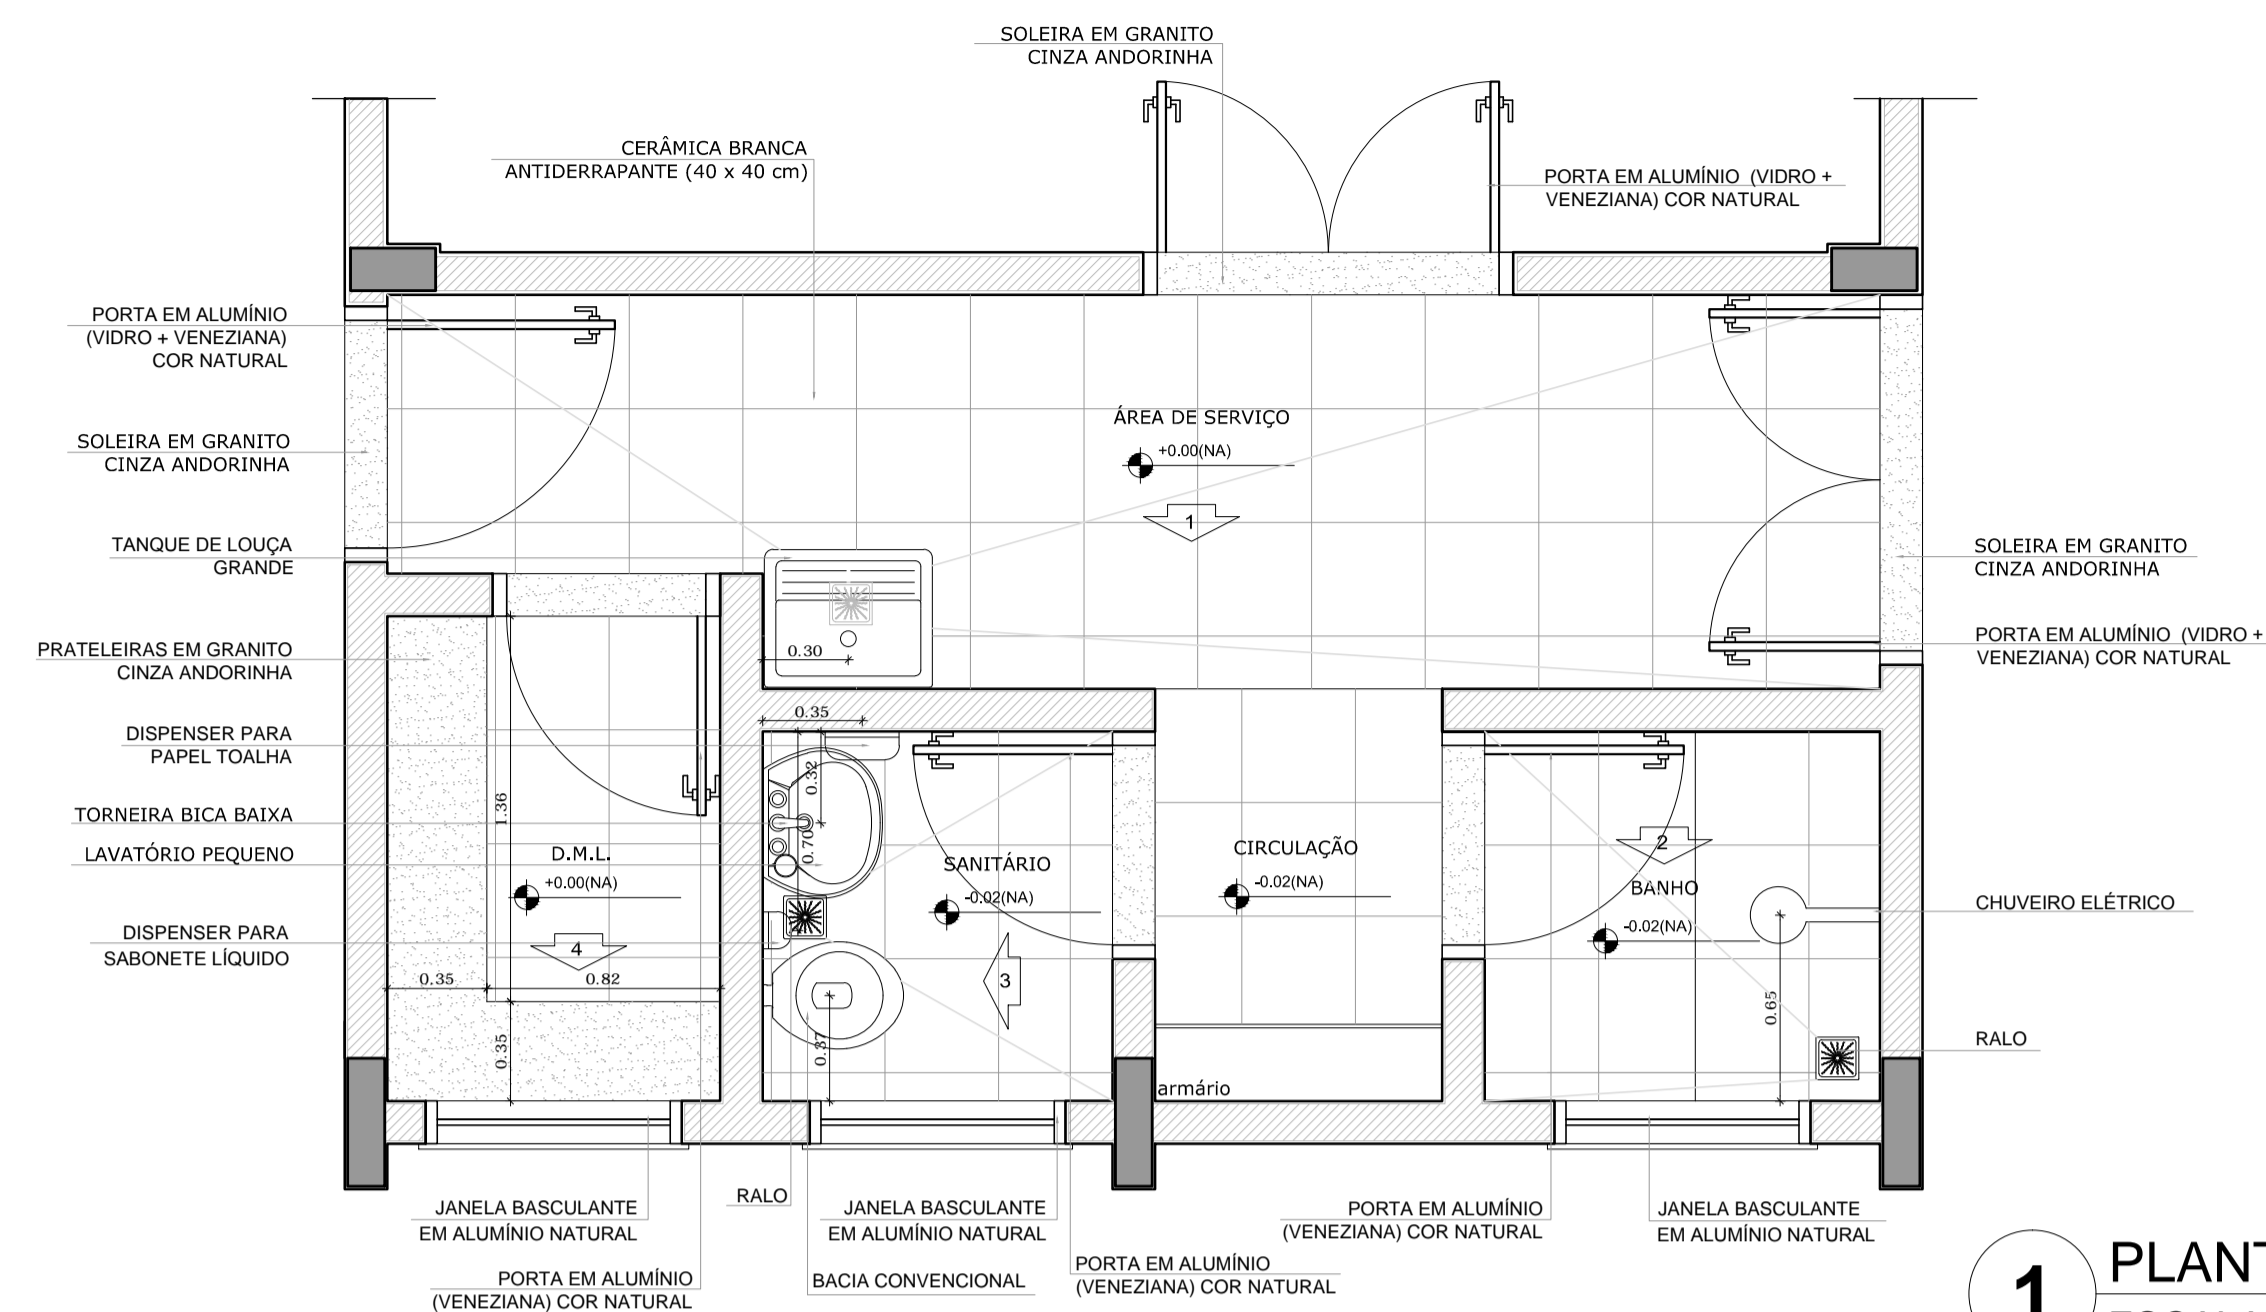 SOLEIRA EM GRANITO
CINZA ANDORINHA
CERÂMICA BRANCA
ANTIDERRAPANTE (40 x 40 cm)
PORTA EM ALUMÍNIO (VIDRO +
VENEZIANA) COR NATURAL
PORTA EM ALUMÍNIO
(VIDRO + VENEZIANA)
COR NATURAL
SOLEIRA EM GRANITO
CINZA ANDORINHA
TANQUE DE LOUÇA
GRANDE
PRATELEIRAS EM GRANITO
CINZA ANDORINHA
DISPENSER PARA
PAPEL TOALHA
TORNEIRA BICA BAIXA
LAVATÓRIO PEQUENO
DISPENSER PARA
SABONETE LÍQUIDO
ÁREA DE SERVIÇO
+0.00(NA)
1
0.30
0.35
0.32
0.70
1.36
D.M.L.
+0.00(NA)
4
0.35
0.82
0.35
SANITÁRIO
-0.02(NA)
3
0.37
CIRCULAÇÃO
-0.02(NA)
armário
2
BANHO
-0.02(NA)
0.65
SOLEIRA EM GRANITO
CINZA ANDORINHA
PORTA EM ALUMÍNIO (VIDRO +
VENEZIANA) COR NATURAL
CHUVEIRO ELÉTRICO
RALO
JANELA BASCULANTE
EM ALUMÍNIO NATURAL
PORTA EM ALUMÍNIO
(VENEZIANA) COR NATURAL
RALO
JANELA BASCULANTE
EM ALUMÍNIO NATURAL
BACIA CONVENCIONAL
PORTA EM ALUMÍNIO
(VENEZIANA) COR NATURAL
PORTA EM ALUMÍNIO
(VENEZIANA) COR NATURAL
JANELA BASCULANTE
EM ALUMÍNIO NATURAL
1
PLANT